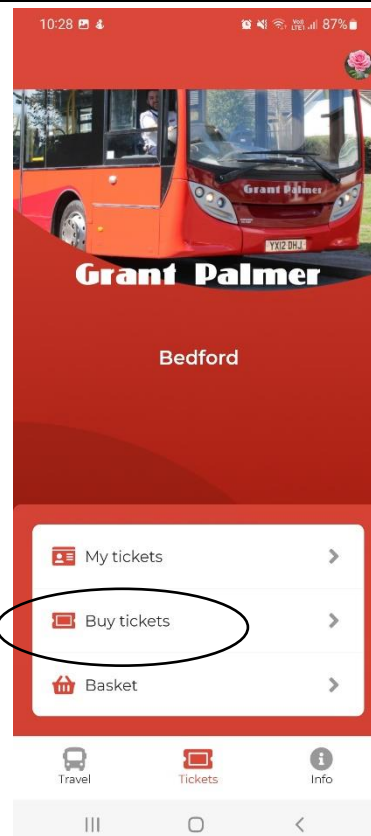 10:28 87%
Grant Palmer
YX12 DHJ
Grant Palmer
Bedford
My tickets
Buy tickets
Basket
Travel Tickets Info